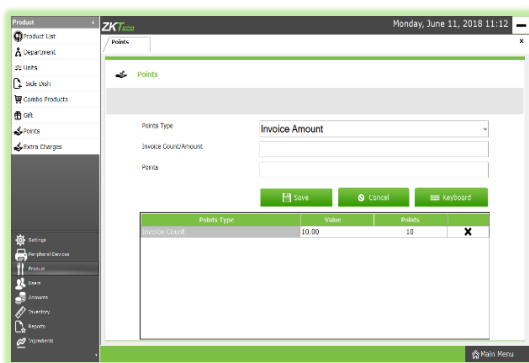 Product
Product List
Department
Units
Side Dish
Combo Products
Gift
Points
Extra Charges
Settings
Peripheral Devices
Product
Users
Accounts
Inventory
Reports
Ingredients
ZKTeco
Monday, June 11, 2018 11:12
Points
x
Points
Points Type
Invoice Amount
Invoice Count/Amount
Points
Save
Cancel
Keyboard
Points Type Value Points
Invoice Count 10.00 10
Main Menu